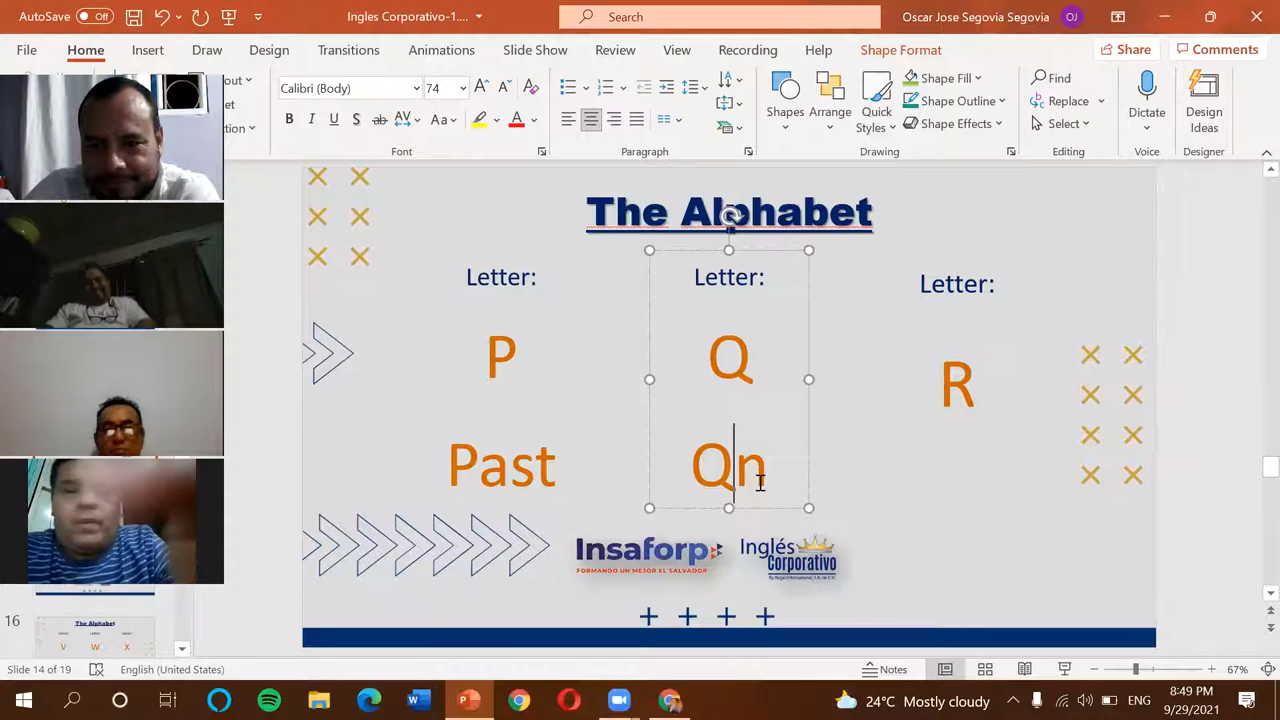 AutoSave Off
Ingles Corporativo-1....
Search
Oscar Jose Segovia Segovia
OJ
File Home Insert Draw Design Transitions Animations Slide Show Review View Recording Help Shape Format
Share Comments
Calibri (Body) 74
Shapes
Arrange
Quick Styles
Shape Fill
Shape Outline
Shape Effects
Find
Replace
Select
Dictate
Design Ideas
Font
Paragraph
Drawing
Editing
Voice
Designer
The Alphabet
Letter: Letter: Letter:
P Q R
Past Qn
Insaforp
FORMANDO UN MEJOR EL SALVADOR
Inglés
Corporativo
16
The Alphabet
V W X
Slide 14 of 19
English (United States)
Notes
67%
24°C Mostly cloudy
ENG
8:49 PM
9/29/2021